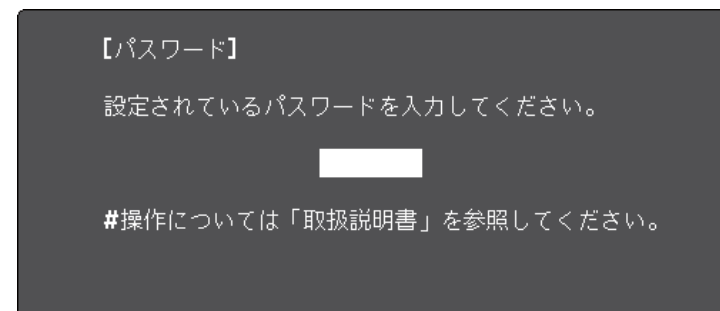 [パスワード]
設定されているパスワードを入力してください。
#操作については「取扱説明書」を参照してください。